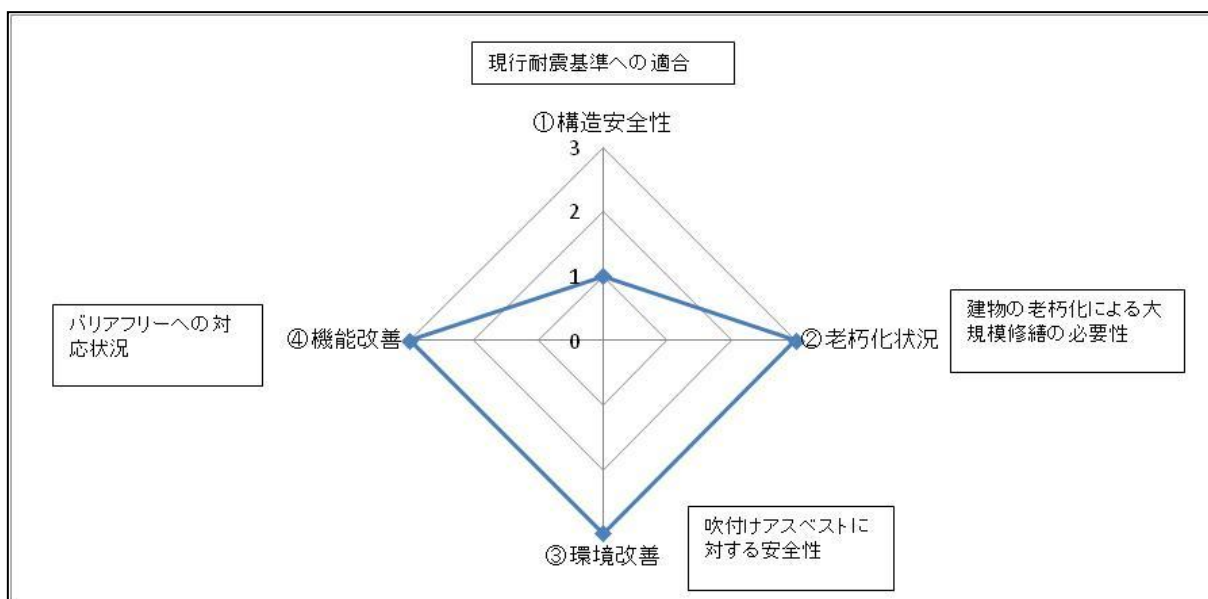 現行耐震基準への適合
①構造安全性
3
2
1
0
バリアフリーへの対
応状況
④機能改善
②老朽化状況
建物の老朽化による大
規模修繕の必要性
③環境改善
吹付けアスベストに
対する安全性